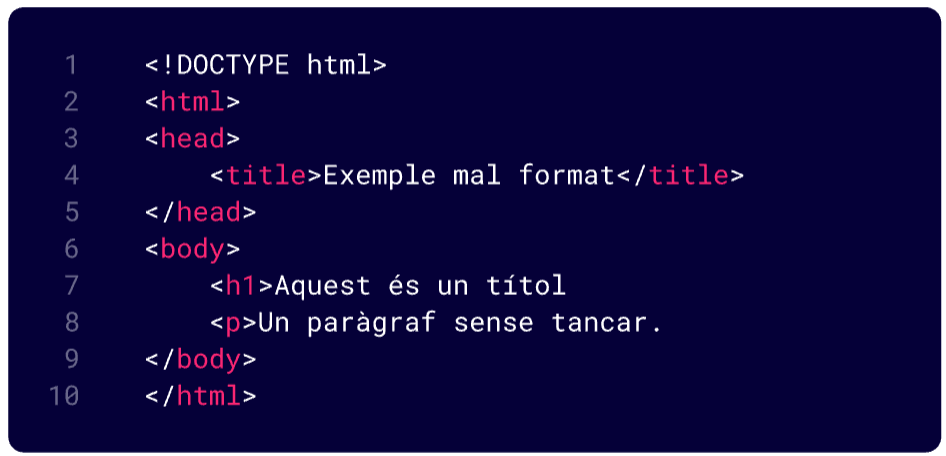 1 <!DOCTYPE html>
2 <html>
3 <head>
4     <title>Exemple mal format</title>
5 </head>
6 <body>
7     <h1>Aquest és un títol
8     <p>Un paràgraf sense tancar.
9 </body>
10 </html>